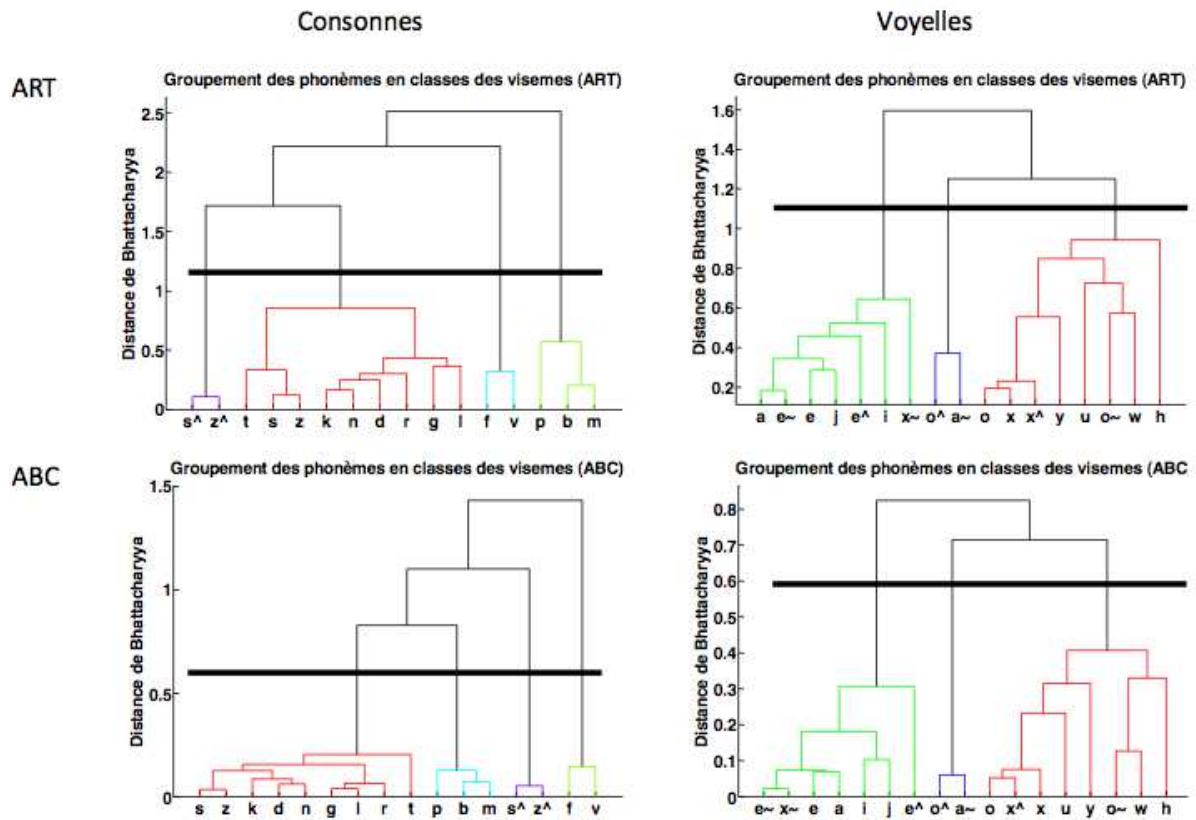 Consonnes
Voyelles
ART
Groupement des phonèmes en classes des visemes (ART)
Distance de Bhattacharyya
2.5
2
1.5
1
0.5
0
s^ z^ t s z k n d r g l f v p b m
Groupement des phonèmes en classes des visemes (ART)
Distance de Bhattacharyya
1.6
1.4
1.2
1
0.8
0.6
0.4
0.2
a e~ e j e^ i x~ o^ a~ o x x^ y u o~ w h
ABC
Groupement des phonèmes en classes des visemes (ABC)
Distance de Bhattacharyya
1.5
1
0.5
0
s z k d n g l r t p b m s^ z^ f v
Groupement des phonèmes en classes des visemes (ABC
Distance de Bhattacharyya
0.8
0.7
0.6
0.5
0.4
0.3
0.2
0.1
0
e~ x~ e a i j e^ o^ a~ o x^ x u y o~ w h